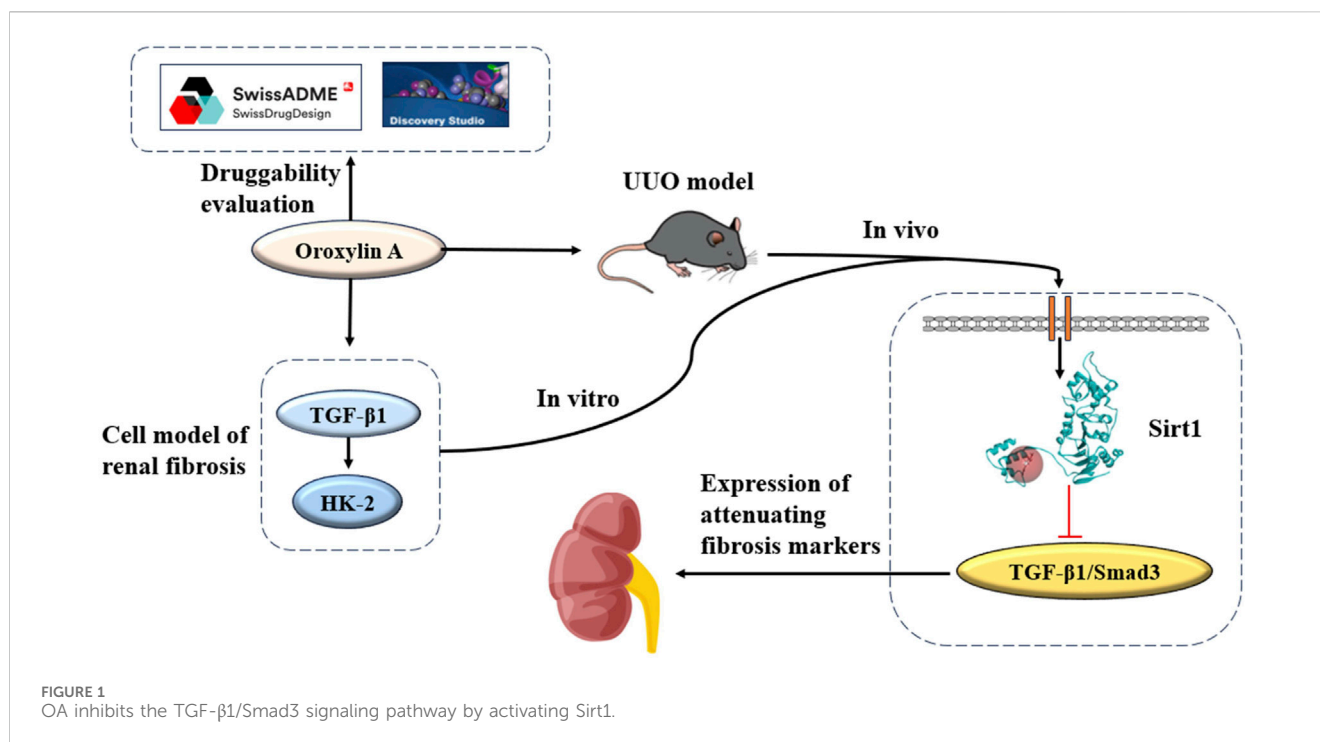 SwissADME
SwissDrugDesign
Discovery Studio
Druggability
evaluation
UUO model
In vivo
Oroxylin A
TGF-β1
In vitro
Cell model of
renal fibrosis
HK-2
Sirt1
Expression of
attenuating
fibrosis markers
TGF-β1/Smad3
FIGURE 1
OA inhibits the TGF-β1/Smad3 signaling pathway by activating Sirt1.